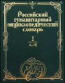 Российский
гуманитарный
энциклопедический
словарь